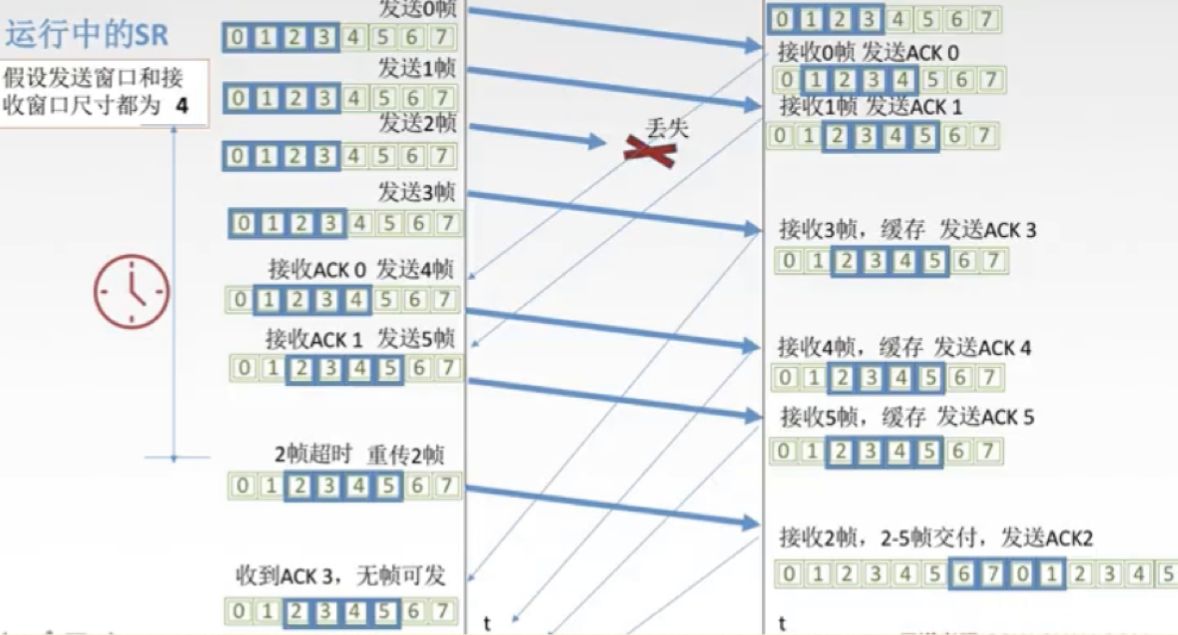 运行中的SR
假设发送窗口和接
收窗口尺寸都为 4
发送0帧
0 1 2 3 4 5 6 7
发送1帧
0 1 2 3 4 5 6 7
发送2帧
0 1 2 3 4 5 6 7
发送3帧
0 1 2 3 4 5 6 7
接收ACK 0 发送4帧
0 1 2 3 4 5 6 7
接收ACK 1 发送5帧
0 1 2 3 4 5 6 7
2帧超时 重传2帧
0 1 2 3 4 5 6 7
收到ACK 3，无帧可发
0 1 2 3 4 5 6 7
丢失
t
0 1 2 3 4 5 6 7
接收0帧 发送ACK 0
0 1 2 3 4 5 6 7
接收1帧 发送ACK 1
0 1 2 3 4 5 6 7
接收3帧，缓存 发送ACK 3
0 1 2 3 4 5 6 7
接收4帧，缓存 发送ACK 4
0 1 2 3 4 5 6 7
接收5帧，缓存 发送ACK 5
0 1 2 3 4 5 6 7
接收2帧，2-5帧交付，发送ACK2
0 1 2 3 4 5 6 7 0 1 2 3 4 5
t